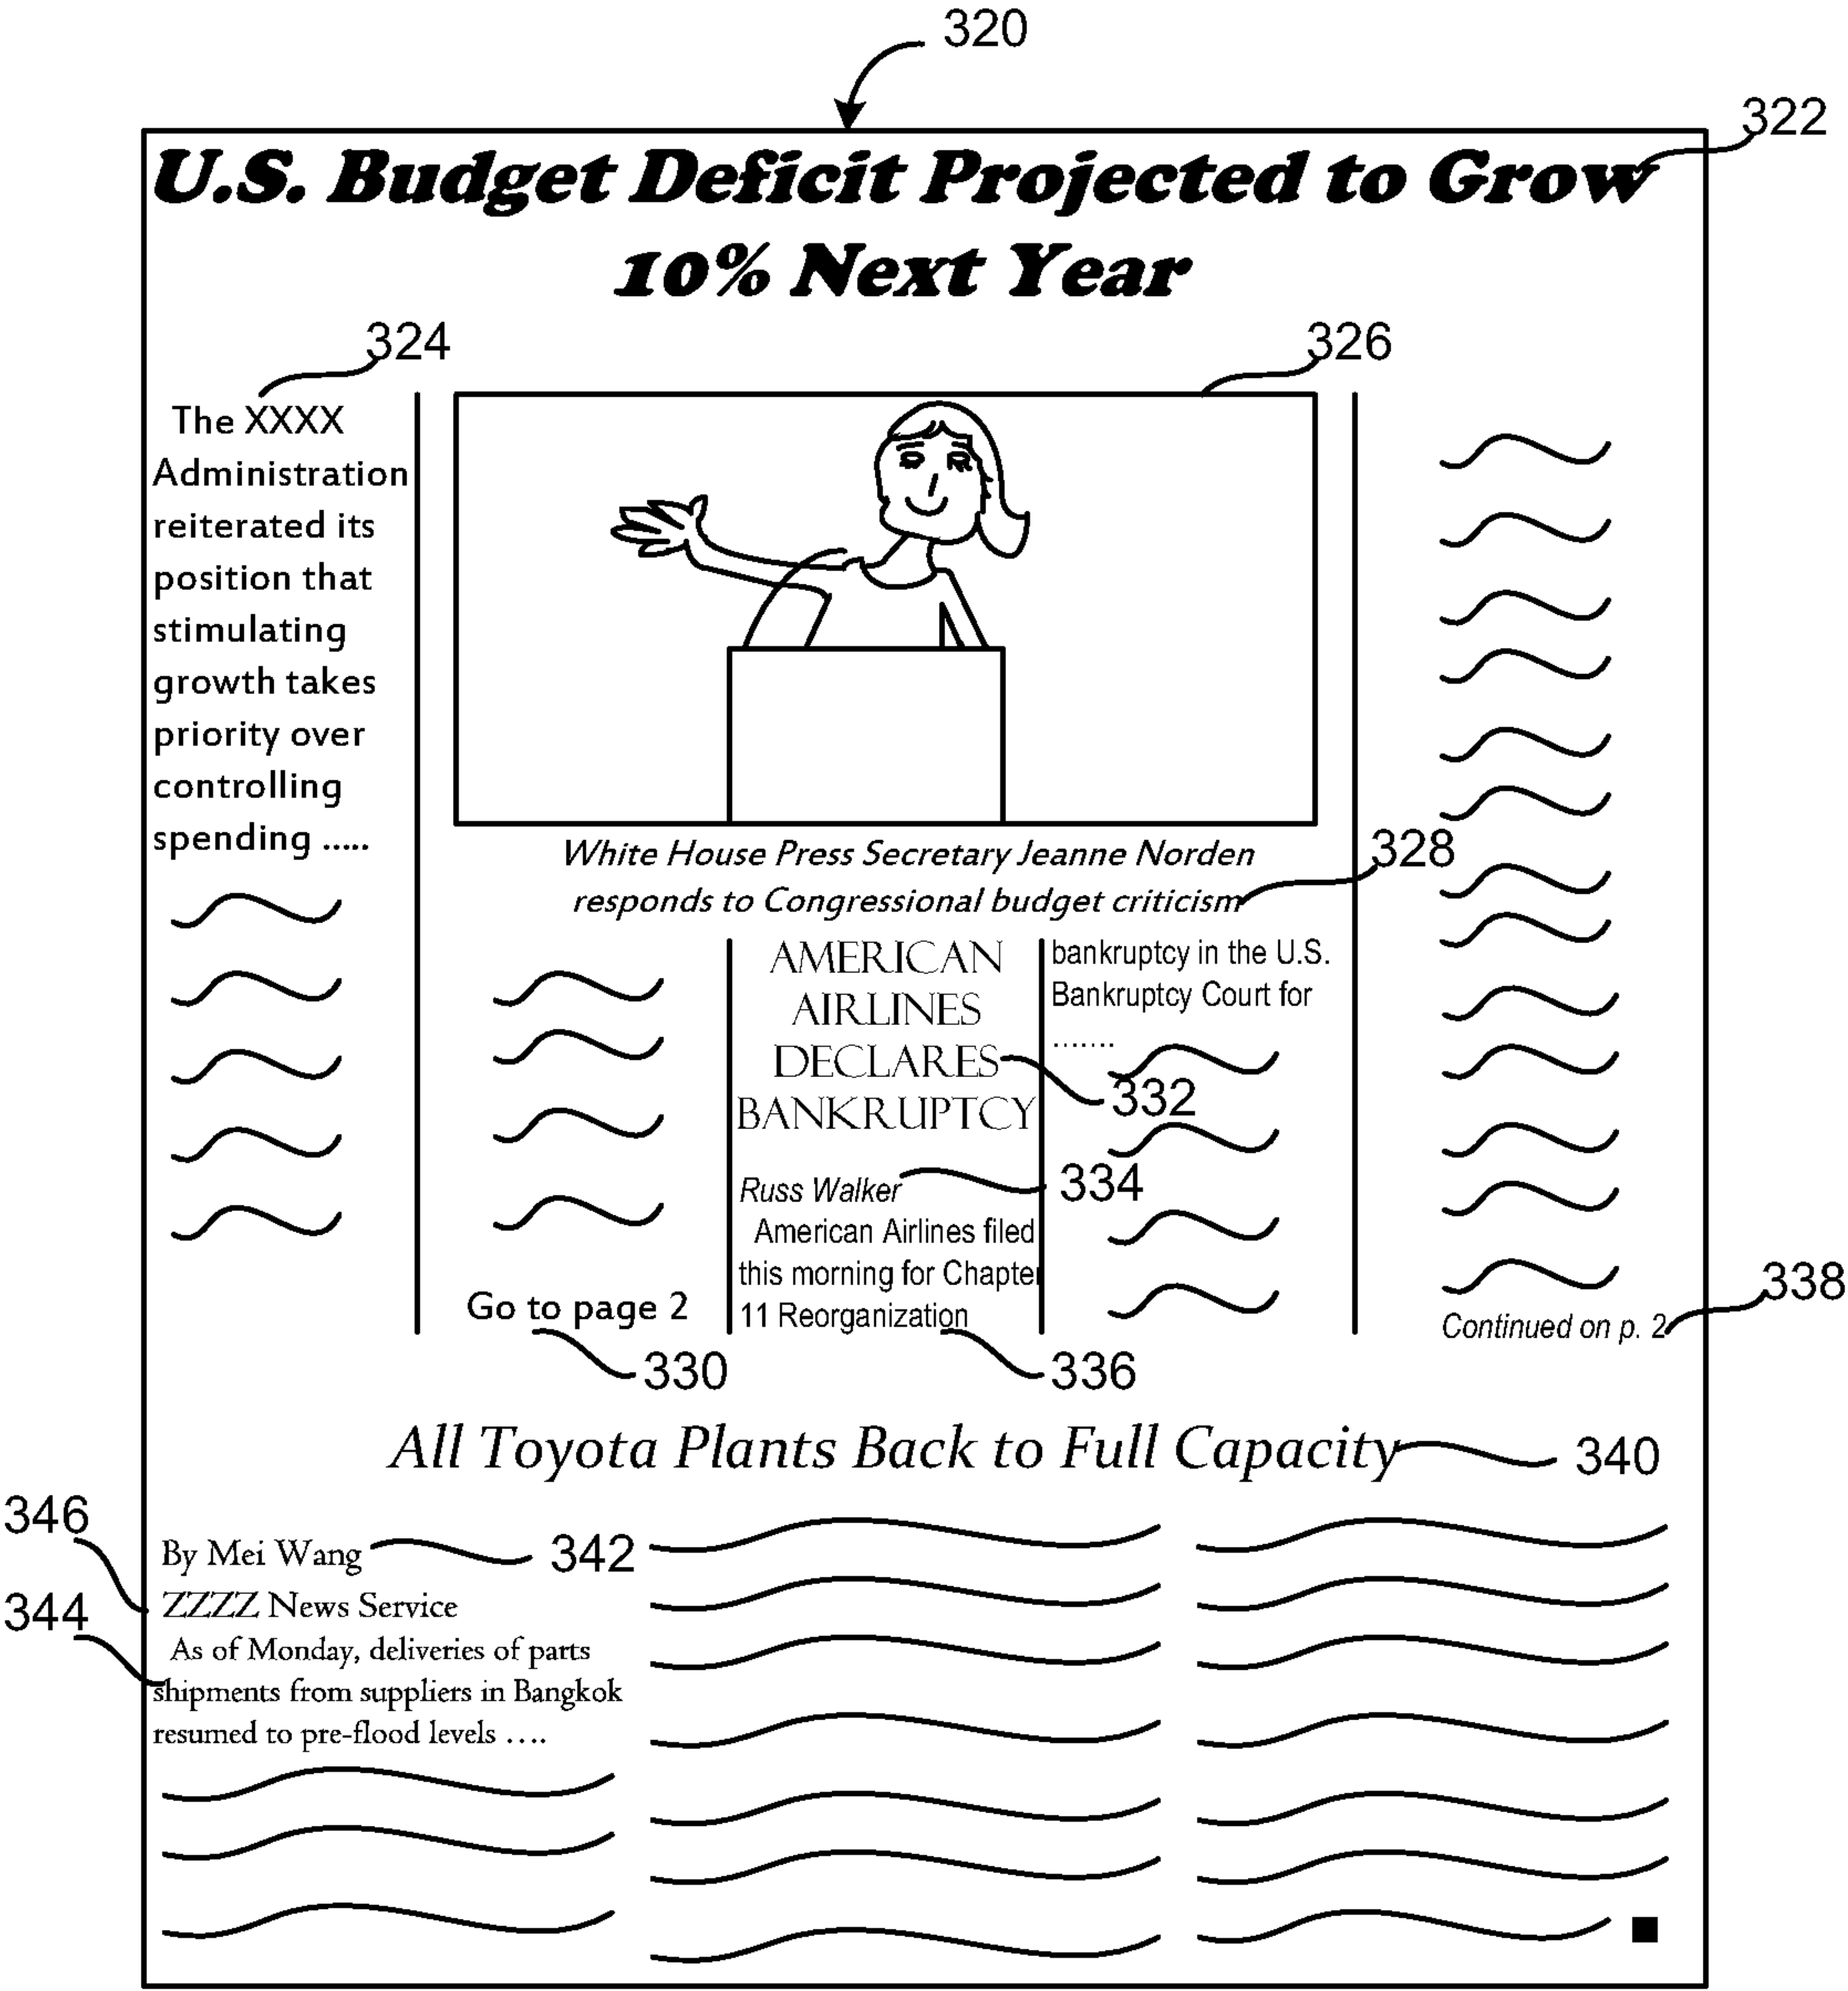 320
322
U.S. Budget Deficit Projected to Grow
10% Next Year
324
326
The XXXX
Administration
reiterated its
position that
stimulating
growth takes
priority over
controlling
spending .....
White House Press Secretary Jeanne Norden
responds to Congressional budget criticism
328
Go to page 2
330
AMERICAN
AIRLINES
DECLARES
BANKRUPTCY
332
Russ Walker
334
American Airlines filed
this morning for Chapter
11 Reorganization
336
bankruptcy in the U.S.
Bankruptcy Court for
.......
Continued on p. 2
338
All Toyota Plants Back to Full Capacity
340
346
By Mei Wang
342
ZZZZ News Service
344
As of Monday, deliveries of parts
shipments from suppliers in Bangkok
resumed to pre-flood levels ....